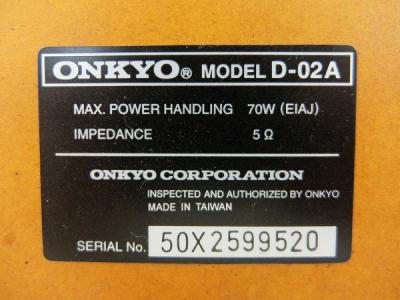 ONKYO® MODEL D-02A
MAX. POWER HANDLING 70W (EIAJ)
IMPEDANCE 5 Ω
ONKYO CORPORATION
INSPECTED AND AUTHORIZED BY ONKYO
MADE IN TAIWAN
SERIAL No. 50X2599520